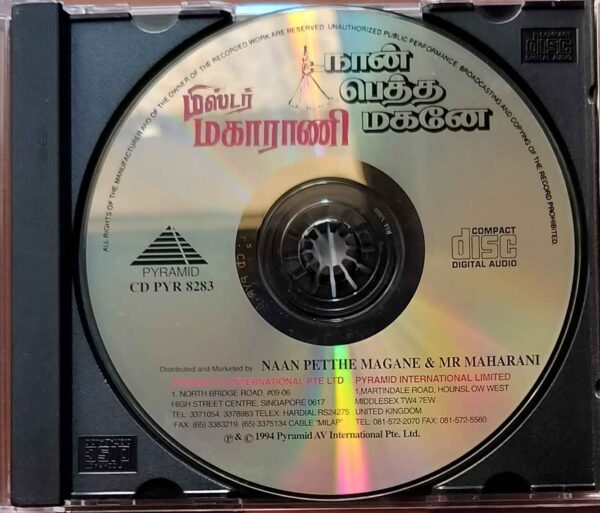 ALL RIGHTS OF THE MANUFACTURER AND OF THE OWNER OF THE RECORDED WORK ARE RESERVED. UNAUTHORIZED PUBLIC PERFORMANCE, BROADCASTING AND COPYING OF THE RECORD PROHIBITED.
மிஸ்டர்
மகாராணி
நான்
பெத்த
மகனே
COMPACT
disc
DIGITAL AUDIO
PYRAMID
CD PYR 8283
Distributed and Marketed by NAAN PETTHE MAGANE & MR MAHARANI
INTERNATIONAL PTE LTD PYRAMID INTERNATIONAL LIMITED
1, NORTH BRIDGE ROAD, #09-06 1,MARTINDALE ROAD, HOUNSLOW WEST
HIGH STREET CENTRE, SINGAPORE 0617 MIDDLESEX TW4 7EW
TEL. 3371054, 3378983 TELEX: HARDIAL RS24275 UNITED KINGDOM
FAX: (65) 3383219, (65) 3375134 CABLE "MILAP" TEL: 081-572-2070 FAX: 081-572-5560
℗ & © 1994 Pyramid AV International Pte. Ltd.
COMPACT
disc
DIGITAL AUDIO